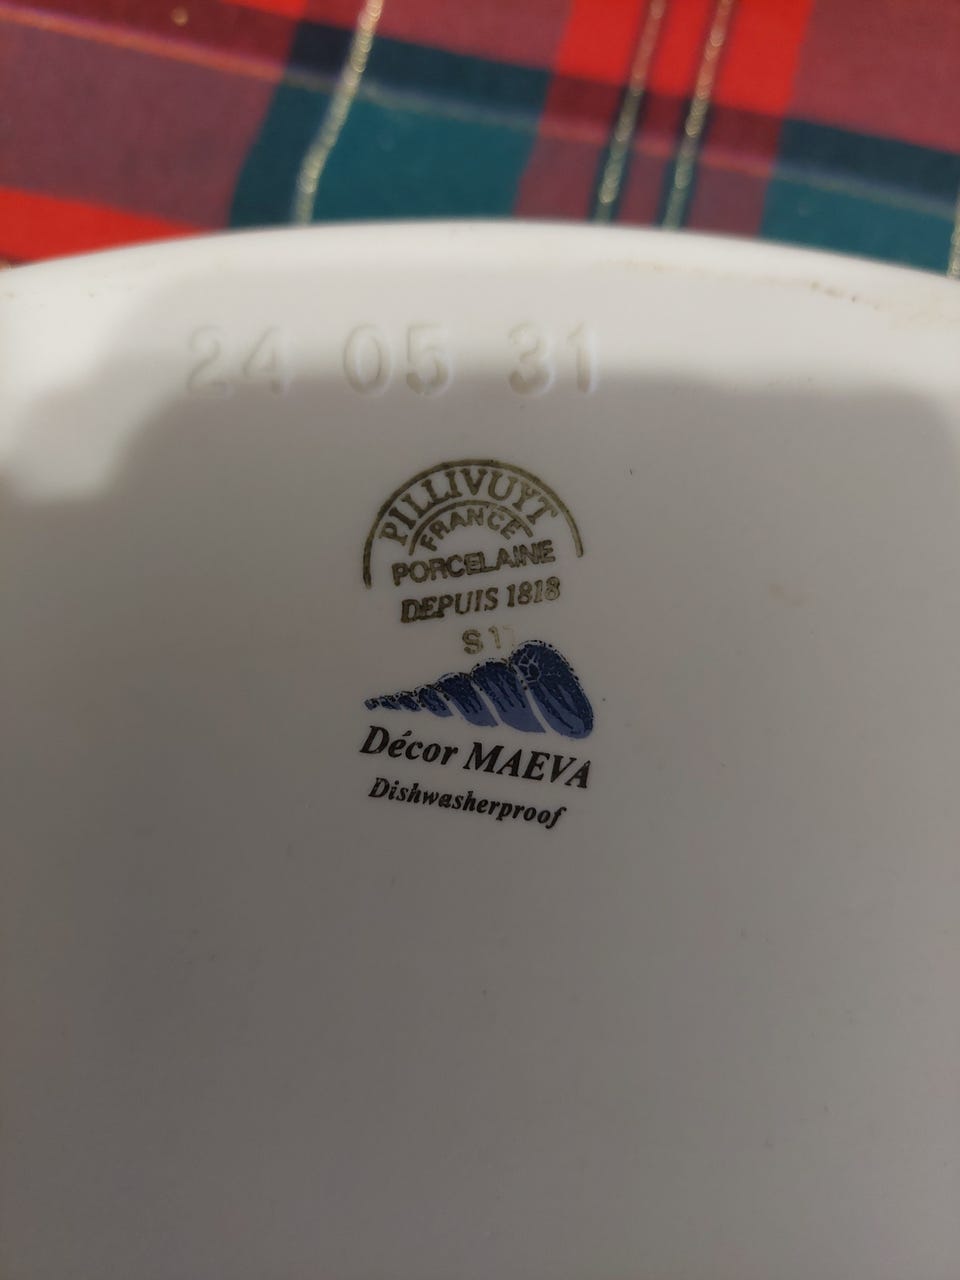 24 05 31
PILLIVUYT
FRANCE
PORCELAINE
DEPUIS 1818
Décor MAEVA
Dishwasherproof